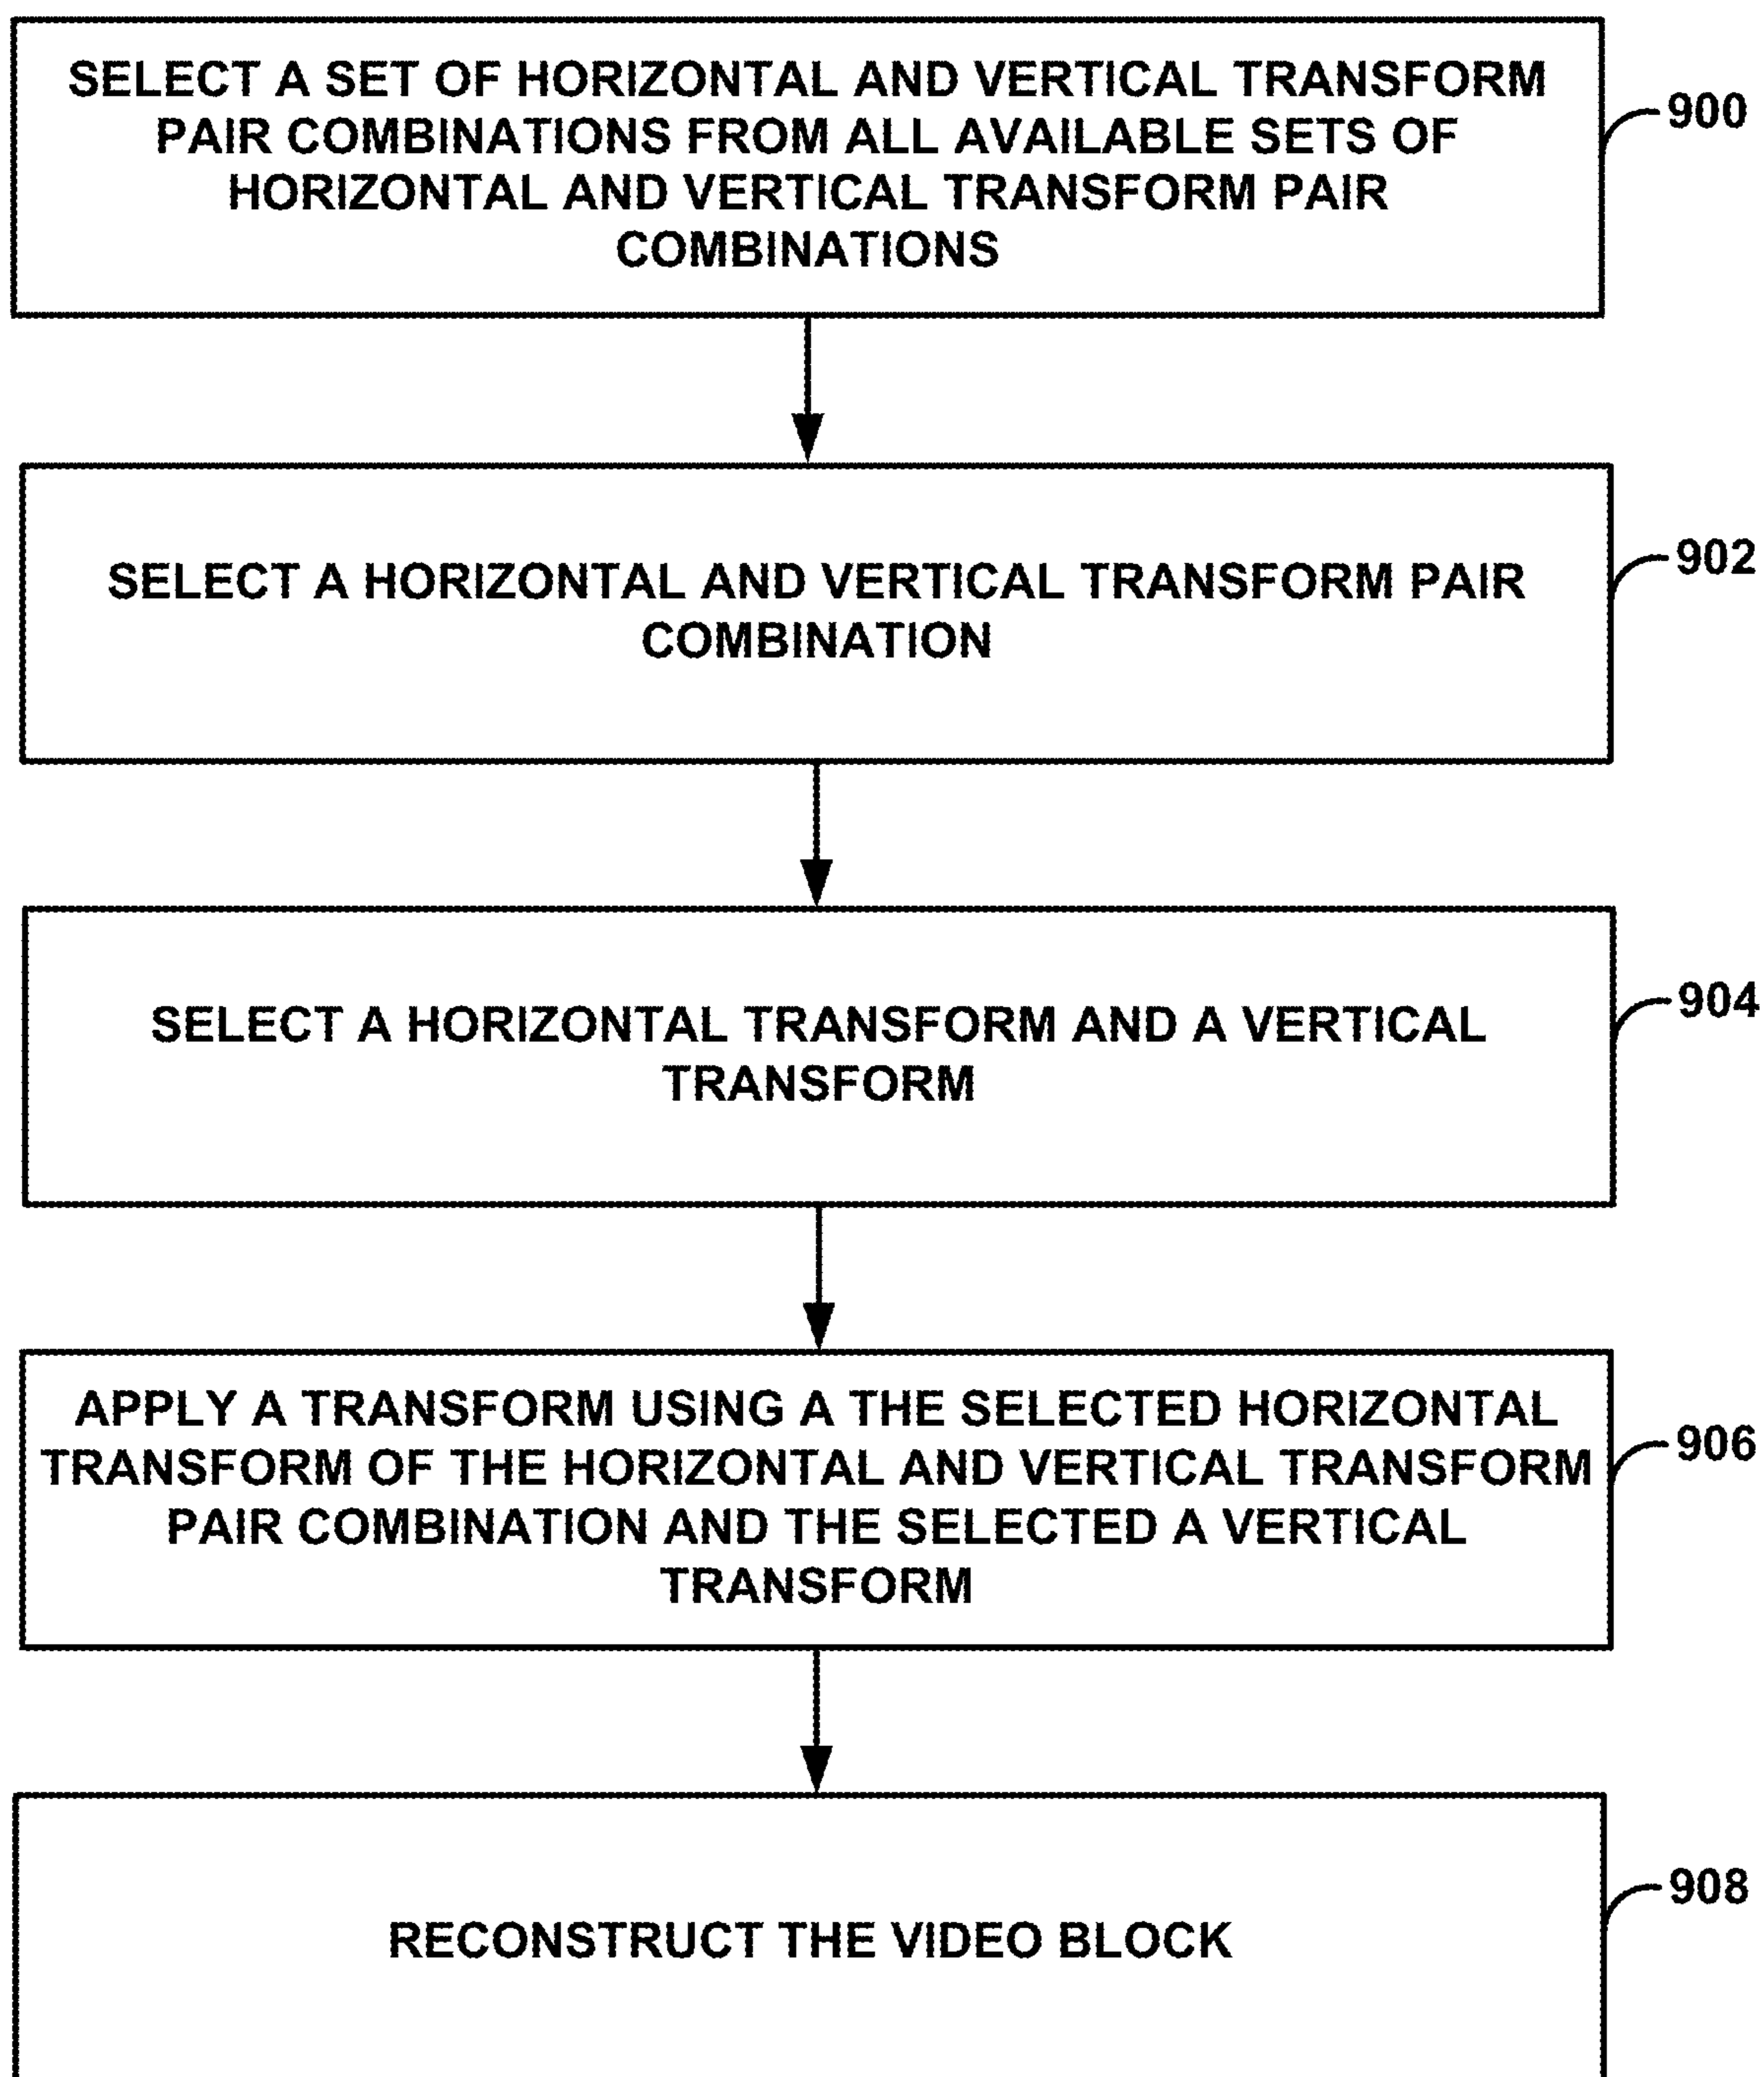 SELECT A SET OF HORIZONTAL AND VERTICAL TRANSFORM
PAIR COMBINATIONS FROM ALL AVAILABLE SETS OF
HORIZONTAL AND VERTICAL TRANSFORM PAIR
COMBINATIONS
900
SELECT A HORIZONTAL AND VERTICAL TRANSFORM PAIR
COMBINATION
902
SELECT A HORIZONTAL TRANSFORM AND A VERTICAL
TRANSFORM
904
APPLY A TRANSFORM USING A THE SELECTED HORIZONTAL
TRANSFORM OF THE HORIZONTAL AND VERTICAL TRANSFORM
PAIR COMBINATION AND THE SELECTED A VERTICAL
TRANSFORM
906
RECONSTRUCT THE VIDEO BLOCK
908